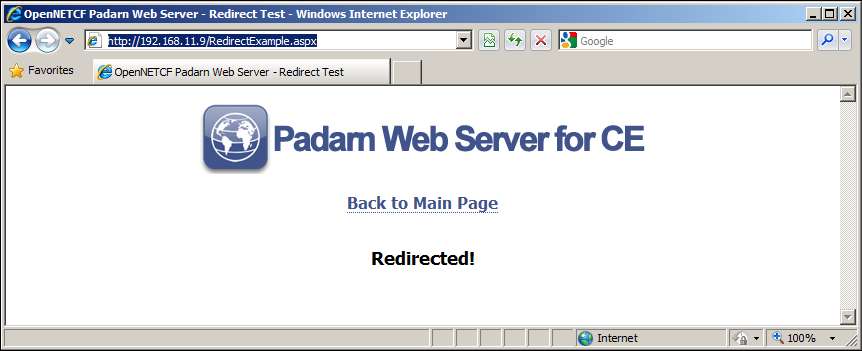 OpenNETCF Padarn Web Server - Redirect Test - Windows Internet Explorer
http://192.168.11.9/RedirectExample.aspx
Google
Favorites
OpenNETCF Padarn Web Server - Redirect Test
Padarn Web Server for CE
Back to Main Page
Redirected!
Internet
100%